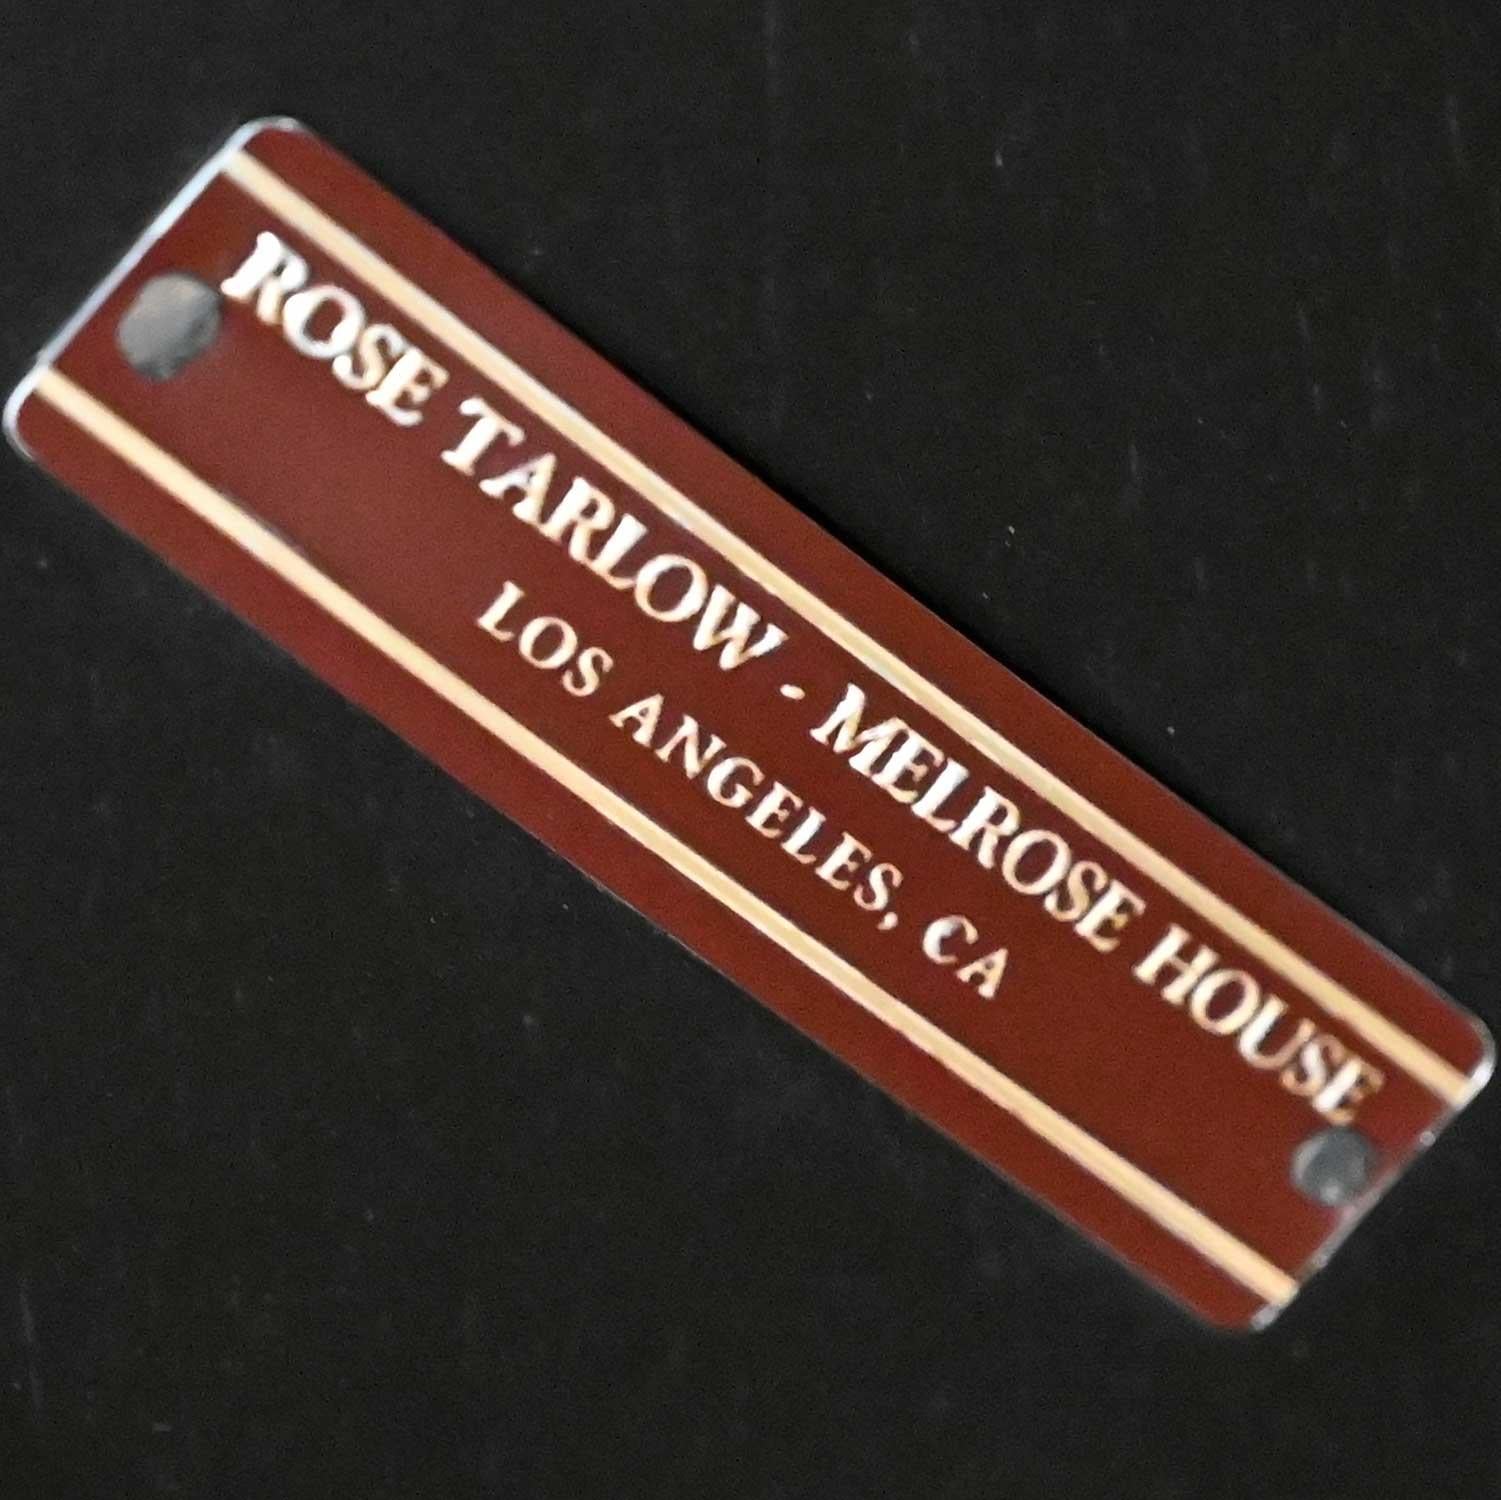 ROSE TARLOW - MELROSE HOUSE
LOS ANGELES, CA